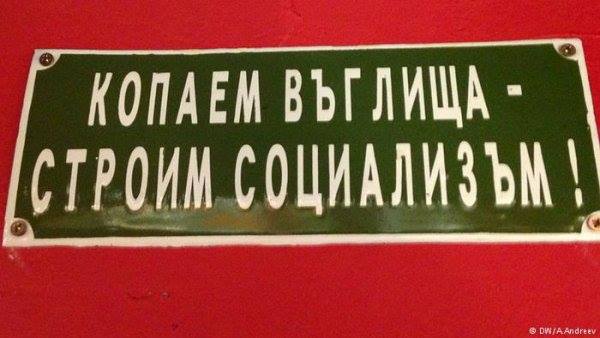 КОПАЕМ ВЪГЛИЩА -
СТРОИМ СОЦИАЛИЗЪМ !
© DW/A.Andreev